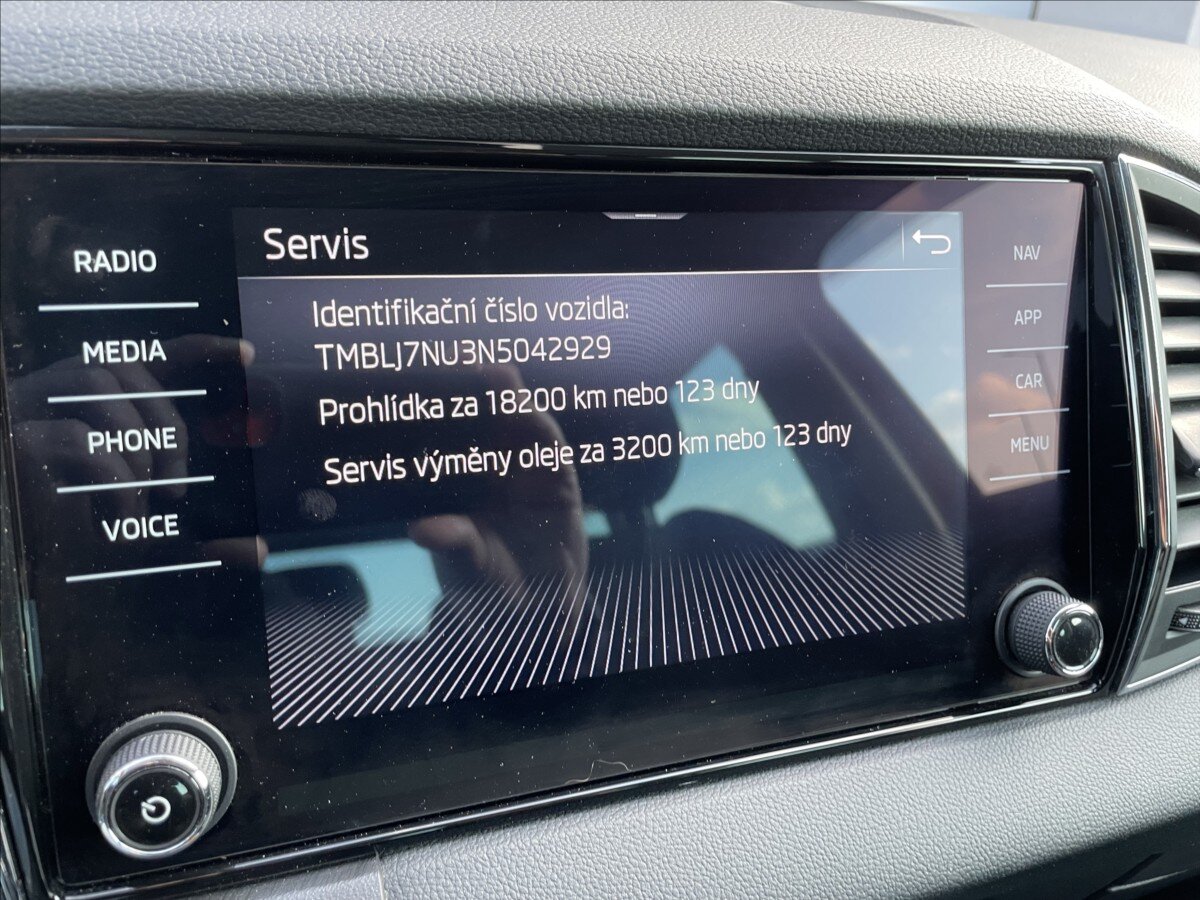 Servis
RADIO
MEDIA
PHONE
VOICE
Identifikační číslo vozidla:
TMBLJ7NU3N5042929
Prohlídka za 18200 km nebo 123 dny
Servis výměny oleje za 3200 km nebo 123 dny
NAV
APP
CAR
MENU